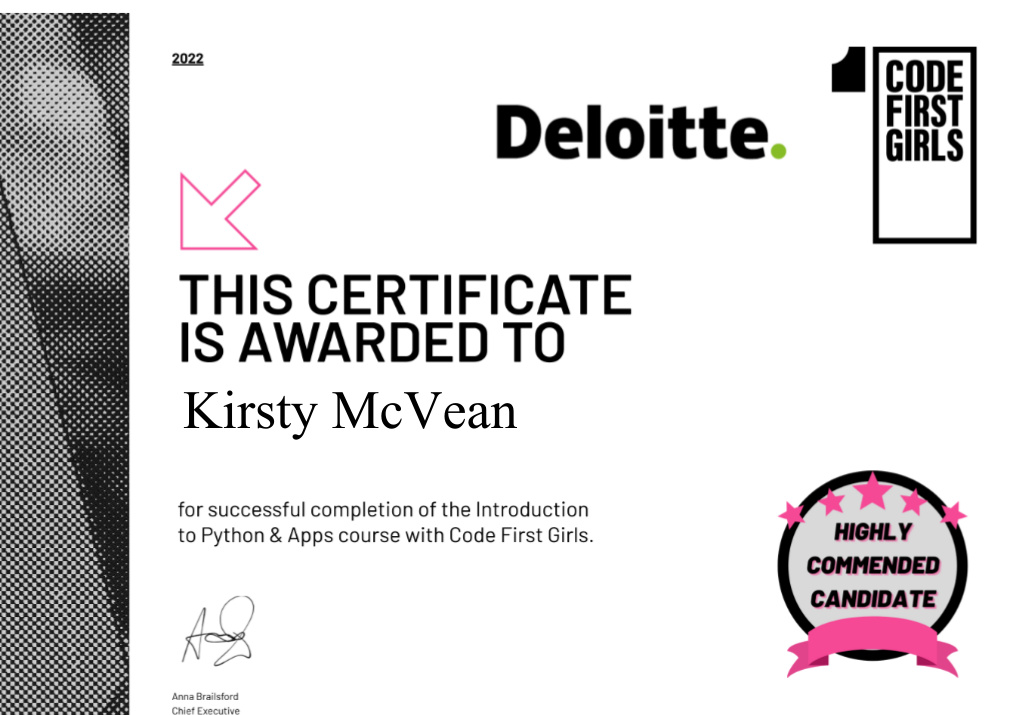 2022
Deloitte.
CODE
FIRST
GIRLS
THIS CERTIFICATE
IS AWARDED TO
Kirsty McVean
for successful completion of the Introduction
to Python & Apps course with Code First Girls.
HIGHLY
COMMENDED
CANDIDATE
Anna Brailsford
Chief Executive